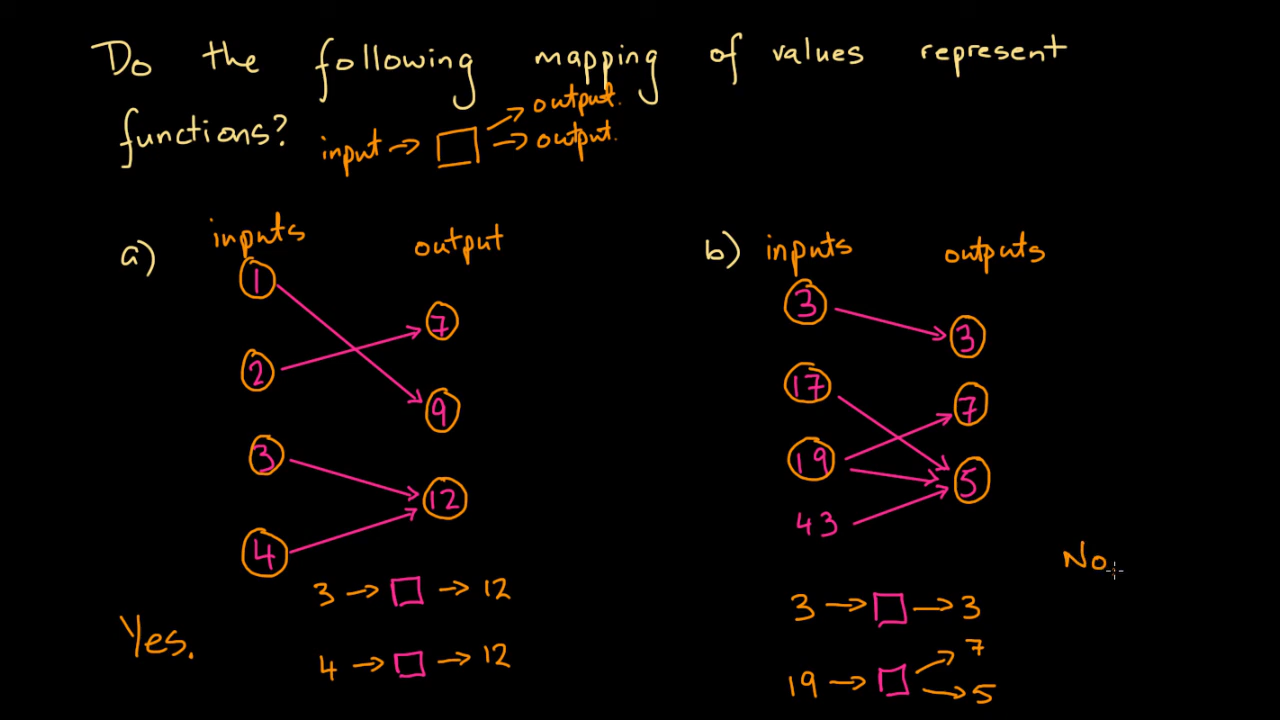 Do the following mapping of values represent
functions?
output.
input → □ → output.
a) inputs output
1
7
2
9
3
12
4
3 → □ → 12
4 → □ → 12
Yes.
b) inputs outputs
3
3
17
7
19
5
43
No.
3 → □ → 3
7
19 → □ → 5